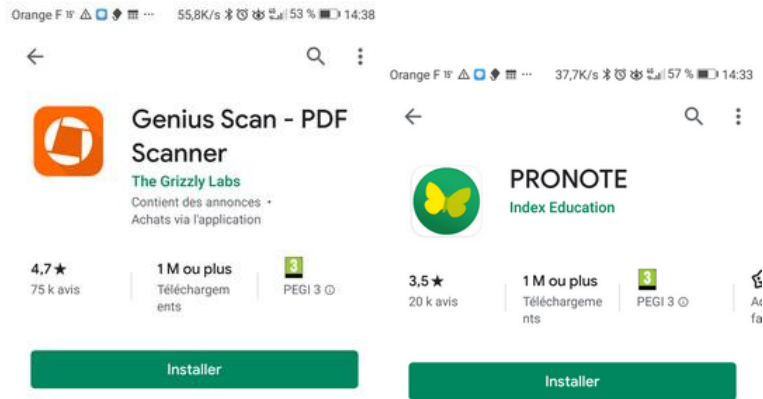 Orange F 55,8K/s 53 % 14:38
Genius Scan - PDF
Scanner
The Grizzly Labs
Contient des annonces •
Achats via l'application
4,7★
75 k avis
1 M ou plus
Téléchargem
ents
3
PEGI 3
Installer
Orange F 37,7K/s 57 % 14:33
PRONOTE
Index Education
3,5★
20 k avis
1 M ou plus
Téléchargeme
nts
3
PEGI 3
Installer